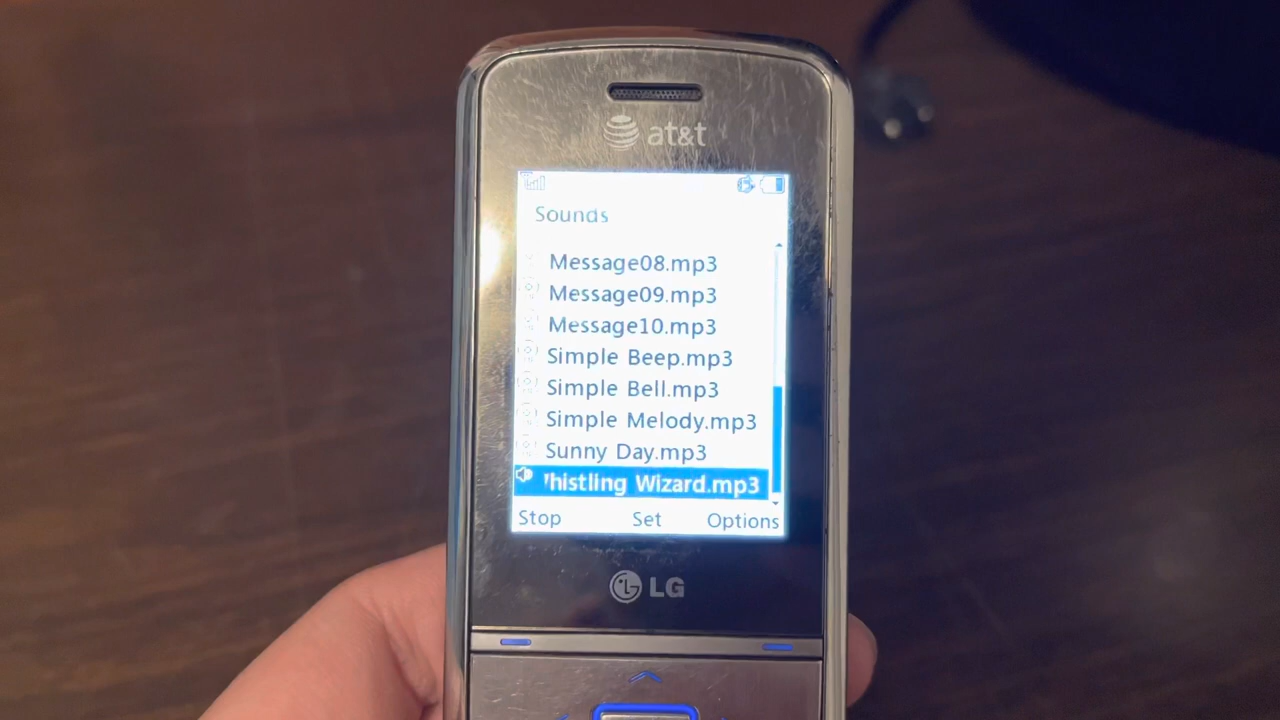 at&t
Sounds
Message08.mp3
Message09.mp3
Message10.mp3
Simple Beep.mp3
Simple Bell.mp3
Simple Melody.mp3
Sunny Day.mp3
histling Wizard.mp3
Stop Set Options
LG